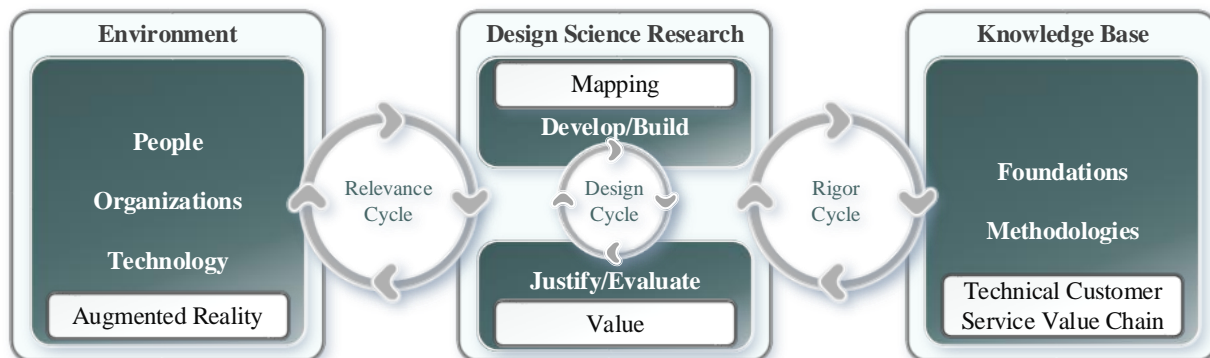 Environment
People
Organizations
Technology
Augmented Reality
Relevance
Cycle
Design Science Research
Mapping
Develop/Build
Design
Cycle
Justify/Evaluate
Value
Rigor
Cycle
Knowledge Base
Foundations
Methodologies
Technical Customer
Service Value Chain